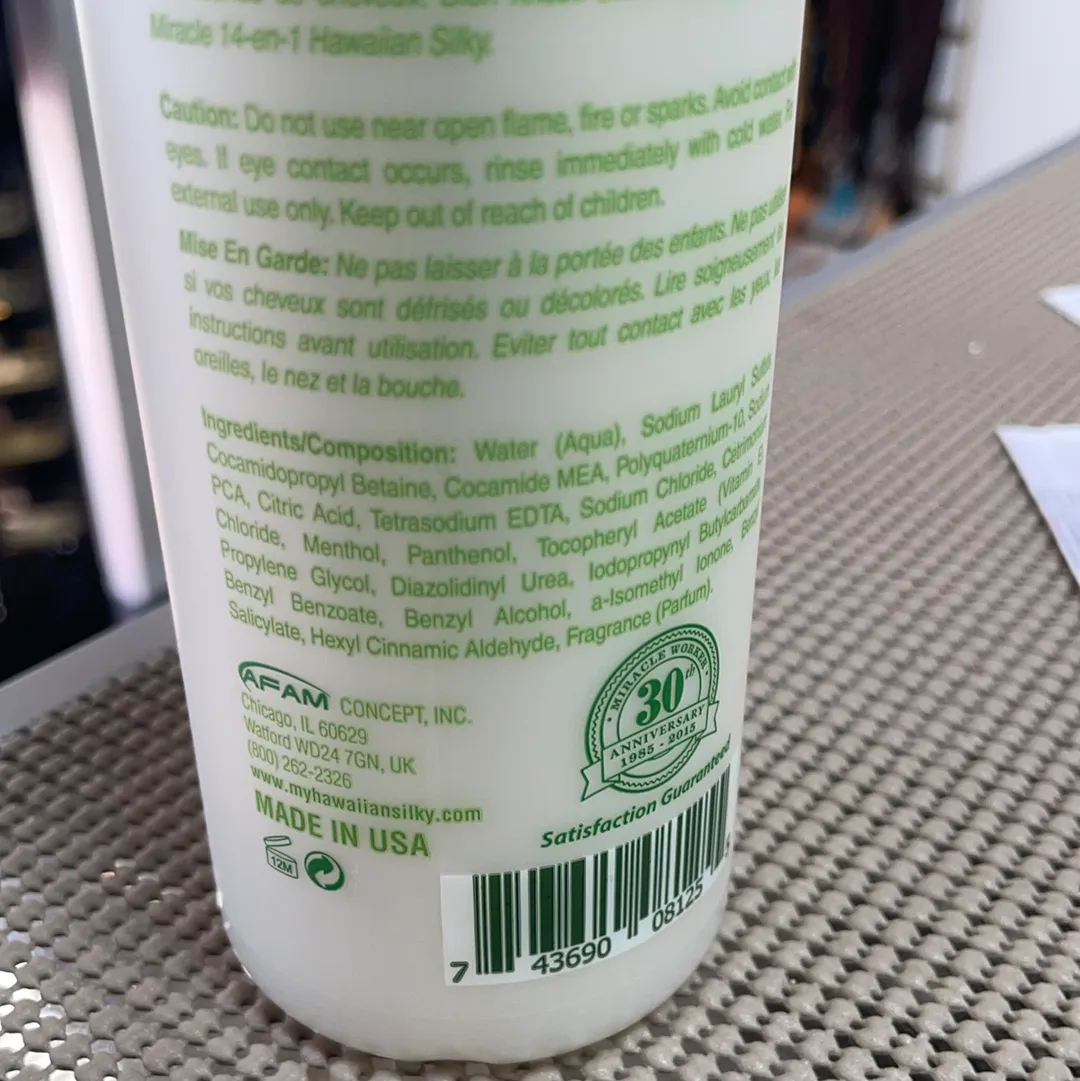 Miracle 14-en-1 Hawaiian Silky.
Caution: Do not use near open flame, fire or sparks. Avoid contact with
eyes. If eye contact occurs, rinse immediately with cold water. For
external use only. Keep out of reach of children.
Mise En Garde: Ne pas laisser à la portée des enfants. Ne pas utiliser
si vos cheveux sont défrisés ou décolorés. Lire soigneusement
instructions avant utilisation. Eviter tout contact avec les yeux,
oreilles, le nez et la bouche.
Ingredients/Composition: Water (Aqua), Sodium Lauryl
Cocamidopropyl Betaine, Cocamide MEA, Polyquaternium-10, Sodium
PCA, Citric Acid, Tetrasodium EDTA, Sodium Chloride, Cetrimonium
Chloride, Menthol, Panthenol, Tocopheryl Acetate (Vitamin E)
Propylene Glycol, Diazolidinyl Urea, Iodopropynyl Butylcarbamate
Benzyl Benzoate, Benzyl Alcohol, a-Isomethyl Ionone,
Salicylate, Hexyl Cinnamic Aldehyde, Fragrance (Parfum).
AFAM CONCEPT, INC.
Chicago, IL 60629
Watford WD24 7GN, UK
(800) 262-2326
www.myhawaiiansilky.com
MADE IN USA
12M
MIRACLE WORKER
30th
ANNIVERSARY
1985 - 2015
Satisfaction Guaranteed
7 43690 08125